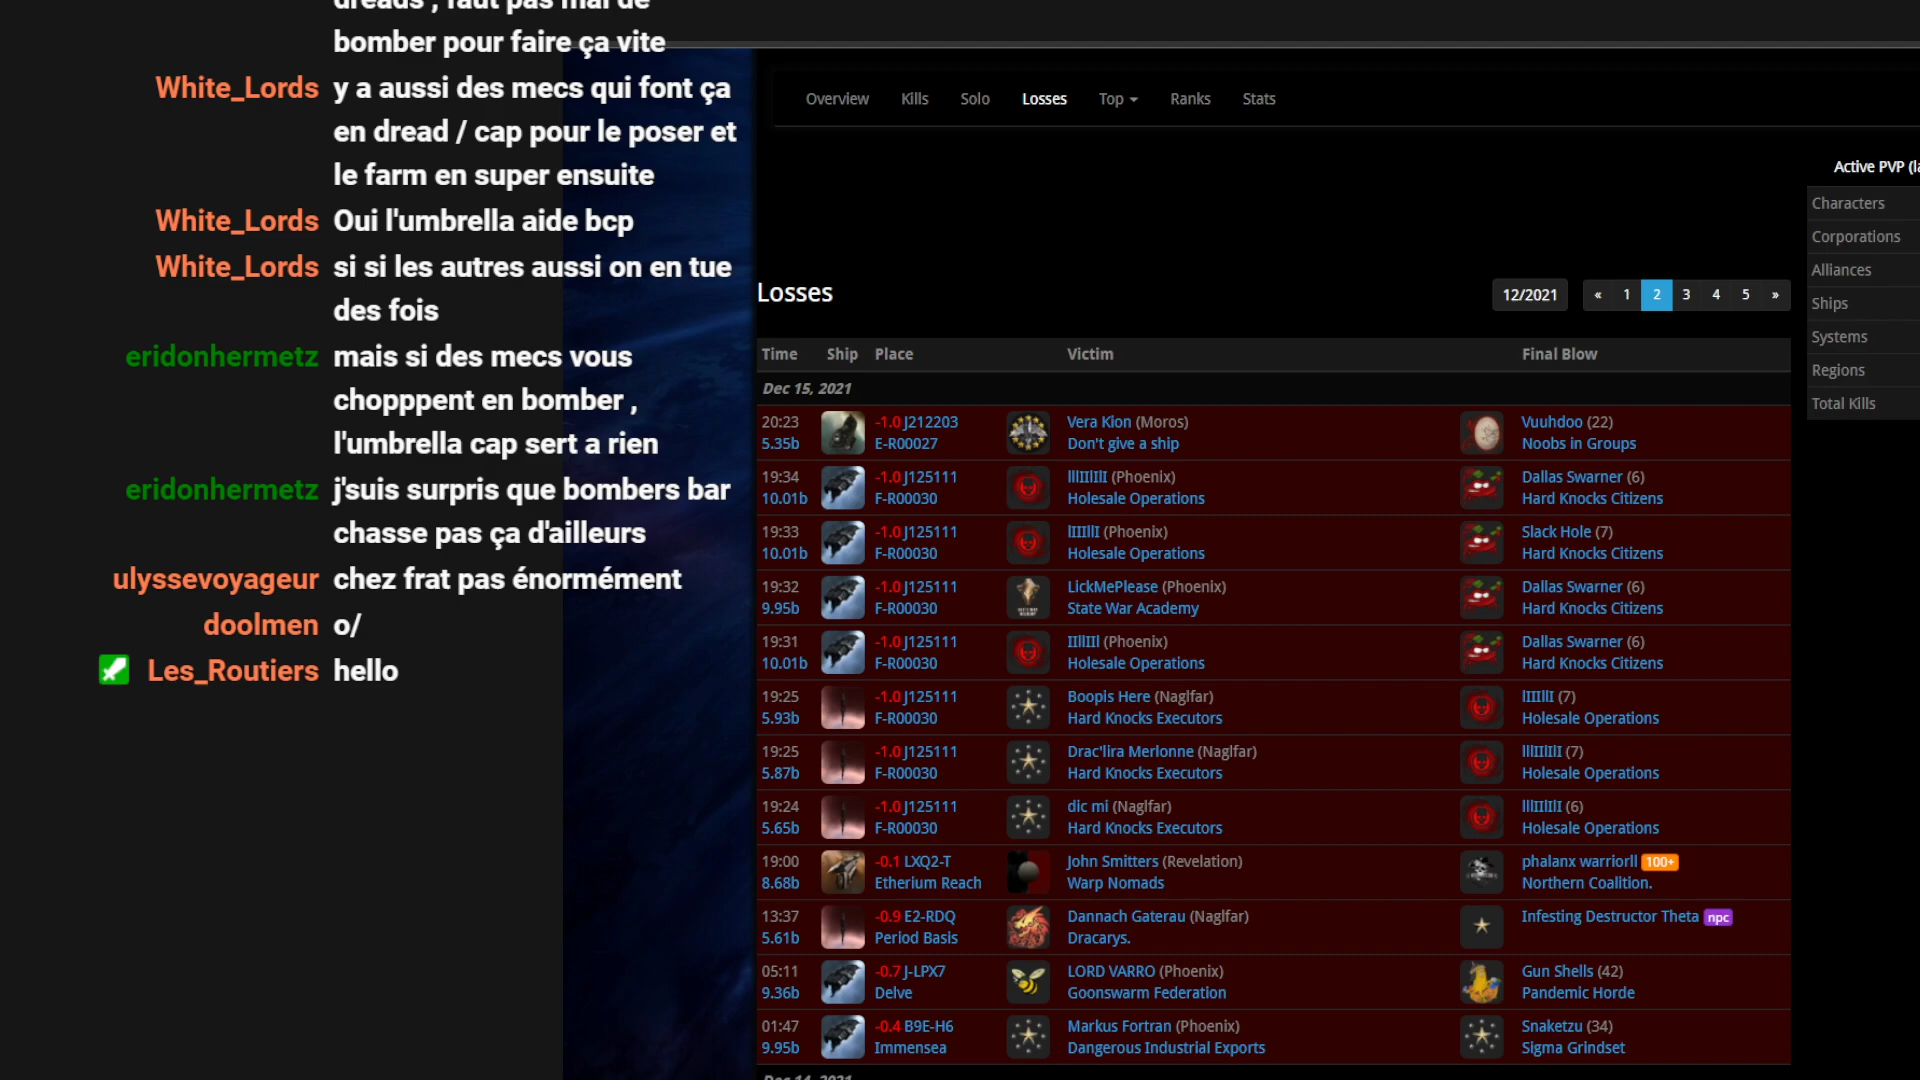 dreads , faut pas mal de
bomber pour faire ça vite
White_Lords y a aussi des mecs qui font ça
en dread / cap pour le poser et
le farm en super ensuite
White_Lords Oui l'umbrella aide bcp
White_Lords si si les autres aussi on en tue
des fois
eridonhermetz mais si des mecs vous
chopppent en bomber ,
l'umbrella cap sert a rien
eridonhermetz j'suis surpris que bombers bar
chasse pas ça d'ailleurs
ulyssevoyageur chez frat pas énormément
doolmen o/
Les_Routiers hello
Overview Kills Solo Losses Top Ranks Stats
Active PVP
Characters
Corporations
Alliances
Ships
Systems
Regions
Total Kills
Losses 12/2021 « 1 2 3 4 5 »
Time Ship Place Victim Final Blow
Dec 15, 2021
20:23 -1.0 J212203 Vera Kion (Moros) Vuuhdoo (22)
5.35b E-R00027 Don't give a ship Noobs in Groups
19:34 -1.0 J125111 (Phoenix) Dallas Swarner (6)
10.01b F-R00030 Holesale Operations Hard Knocks Citizens
19:33 -1.0 J125111 (Phoenix) Slack Hole (7)
10.01b F-R00030 Holesale Operations Hard Knocks Citizens
19:32 -1.0 J125111 LickMePlease (Phoenix) Dallas Swarner (6)
9.95b F-R00030 State War Academy Hard Knocks Citizens
19:31 -1.0 J125111 (Phoenix) Dallas Swarner (6)
10.01b F-R00030 Holesale Operations Hard Knocks Citizens
19:25 -1.0 J125111 Boopis Here (Naglfar) (7)
5.93b F-R00030 Hard Knocks Executors Holesale Operations
19:25 -1.0 J125111 Drac'lira Merlonne (Naglfar) (7)
5.87b F-R00030 Hard Knocks Executors Holesale Operations
19:24 -1.0 J125111 dic mi (Naglfar) (6)
5.65b F-R00030 Hard Knocks Executors Holesale Operations
19:00 -0.1 LXQ2-T John Smitters (Revelation) phalanx warriorll 100+
8.68b Etherium Reach Warp Nomads Northern Coalition.
13:37 -0.9 E2-RDQ Dannach Gaterau (Naglfar) Infesting Destructor Theta npc
5.61b Period Basis Dracarys.
05:11 -0.7 J-LPX7 LORD VARRO (Phoenix) Gun Shells (42)
9.36b Delve Goonswarm Federation Pandemic Horde
01:47 -0.4 B9E-H6 Markus Fortran (Phoenix) Snaketzu (34)
9.95b Immensea Dangerous Industrial Exports Sigma Grindset
Dec 14, 2021